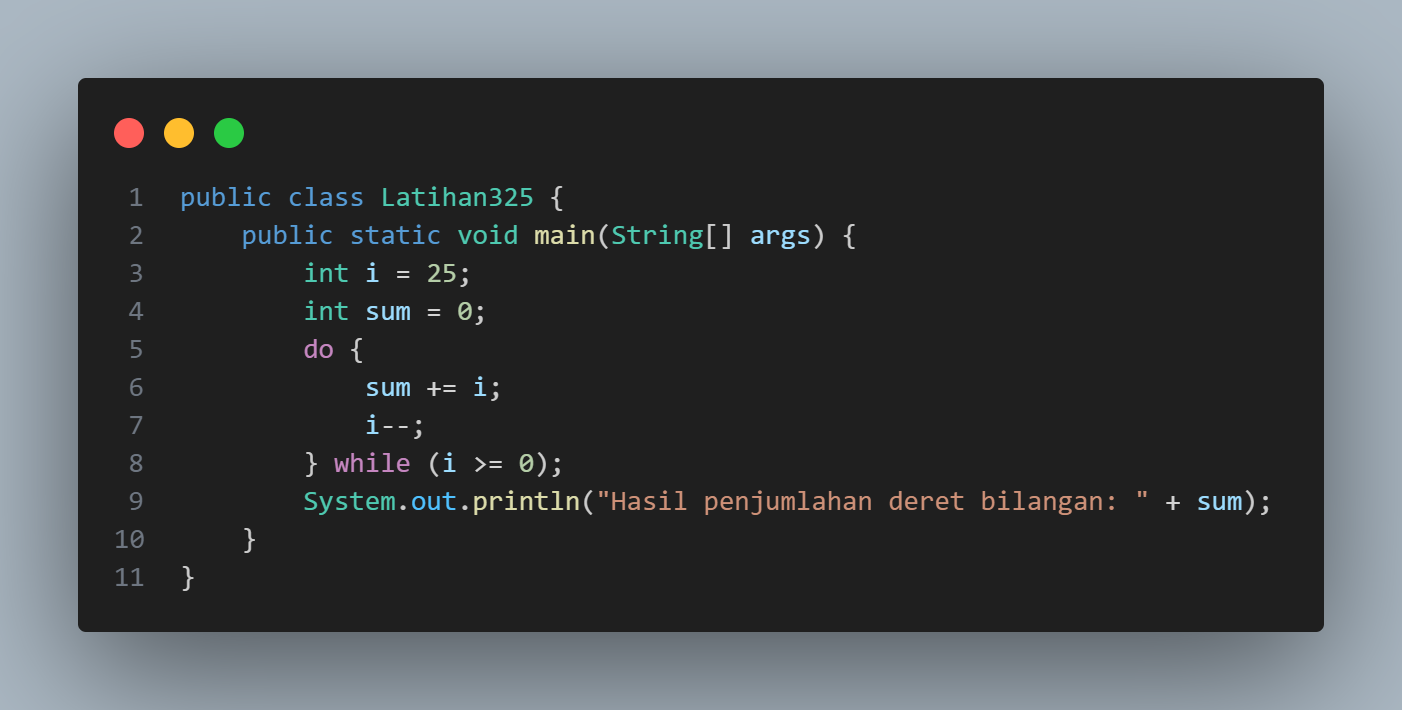 1 public class Latihan325 {
2     public static void main(String[] args) {
3         int i = 25;
4         int sum = 0;
5         do {
6             sum += i;
7             i--;
8         } while (i >= 0);
9         System.out.println("Hasil penjumlahan deret bilangan: " + sum);
10     }
11 }